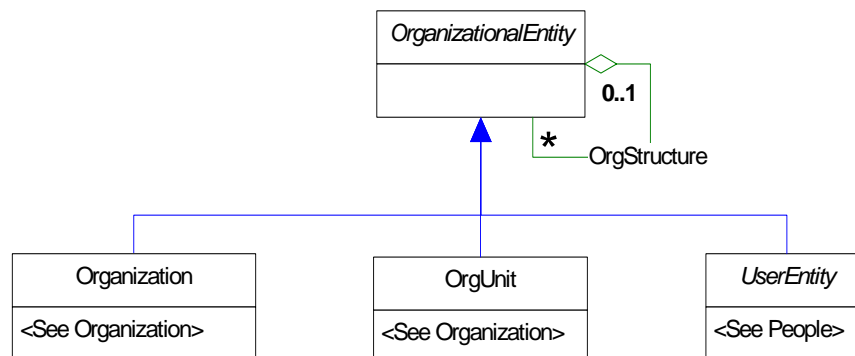 OrganizationalEntity
0..1
*
OrgStructure
Organization
OrgUnit
UserEntity
<See Organization>
<See Organization>
<See People>